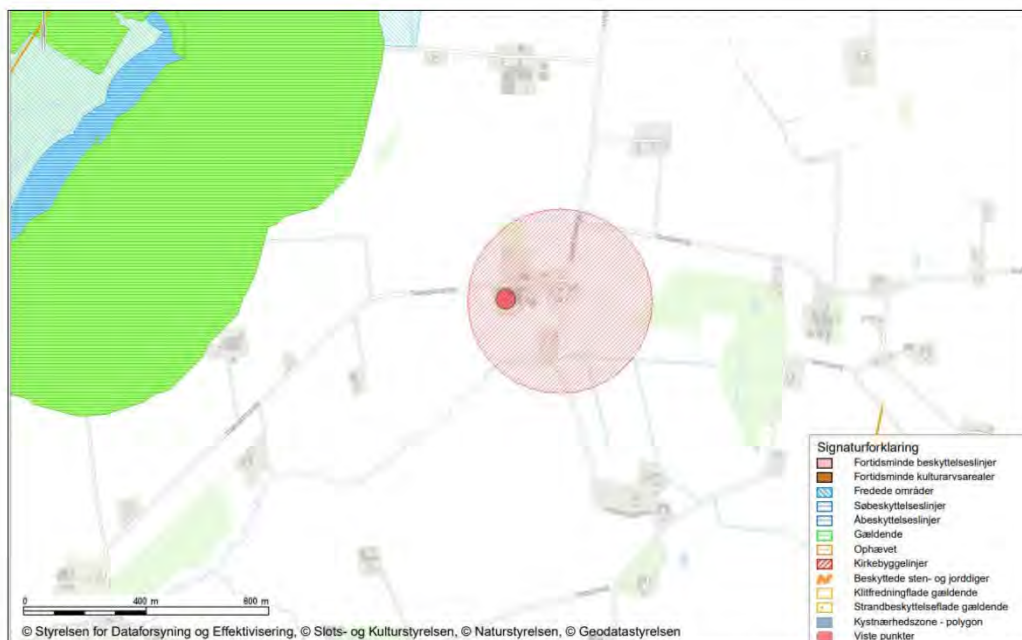 Signaturforklaring
Fortidsminde beskyttelseslinjer
Fortidsminde kulturarvsarealer
Fredede områder
Søbeskyttelseslinjer
Åbeskyttelseslinjer
Gældende
Ophævet
Kirkebyggelinjer
Beskyttede sten- og jorddiger
Klitfredningflade gældende
Strandbeskyttelseflade gældende
Kystnærhedszone - polygon
Viste punkter
0 400 m 800 m
© Styrelsen for Dataforsyning og Effektivisering, © Slots- og Kulturstyrelsen, © Naturstyrelsen, © Geodatastyrelsen